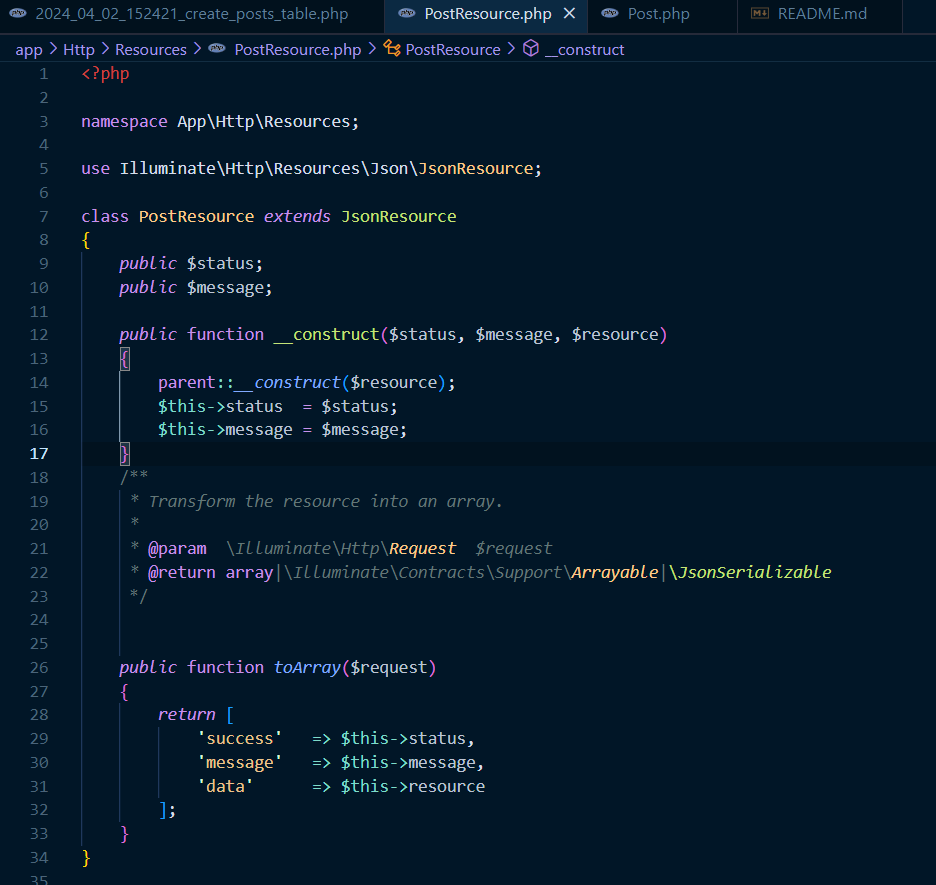 2024_04_02_152421_create_posts_table.php PostResource.php Post.php README.md
app > Http > Resources > PostResource.php > PostResource > __construct
1 <?php
2
3 namespace App\Http\Resources;
4
5 use Illuminate\Http\Resources\Json\JsonResource;
6
7 class PostResource extends JsonResource
8 {
9 public $status;
10 public $message;
11
12 public function __construct($status, $message, $resource)
13 {
14 parent::__construct($resource);
15 $this->status  = $status;
16 $this->message = $message;
17 }
18 /**
19 * Transform the resource into an array.
20 *
21 * @param  \Illuminate\Http\Request  $request
22 * @return array|\Illuminate\Contracts\Support\Arrayable|\JsonSerializable
23 */
24
25
26 public function toArray($request)
27 {
28 return [
29 'success'   => $this->status,
30 'message'   => $this->message,
31 'data'      => $this->resource
32 ];
33 }
34 }
35